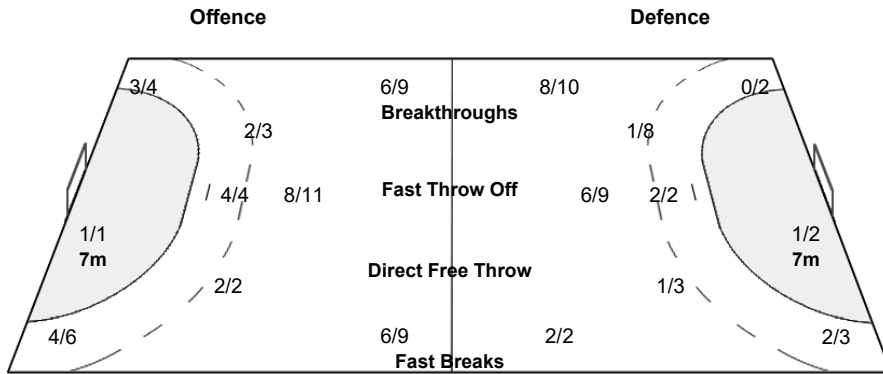 Offence Defence
3/4 6/9 8/10 0/2
Breakthroughs
2/3 1/8
4/4 8/11 Fast Throw Off 6/9 2/2
1/1 1/2
7m 7m
Direct Free Throw
2/2 1/3
4/6 6/9 2/2 2/3
Fast Breaks